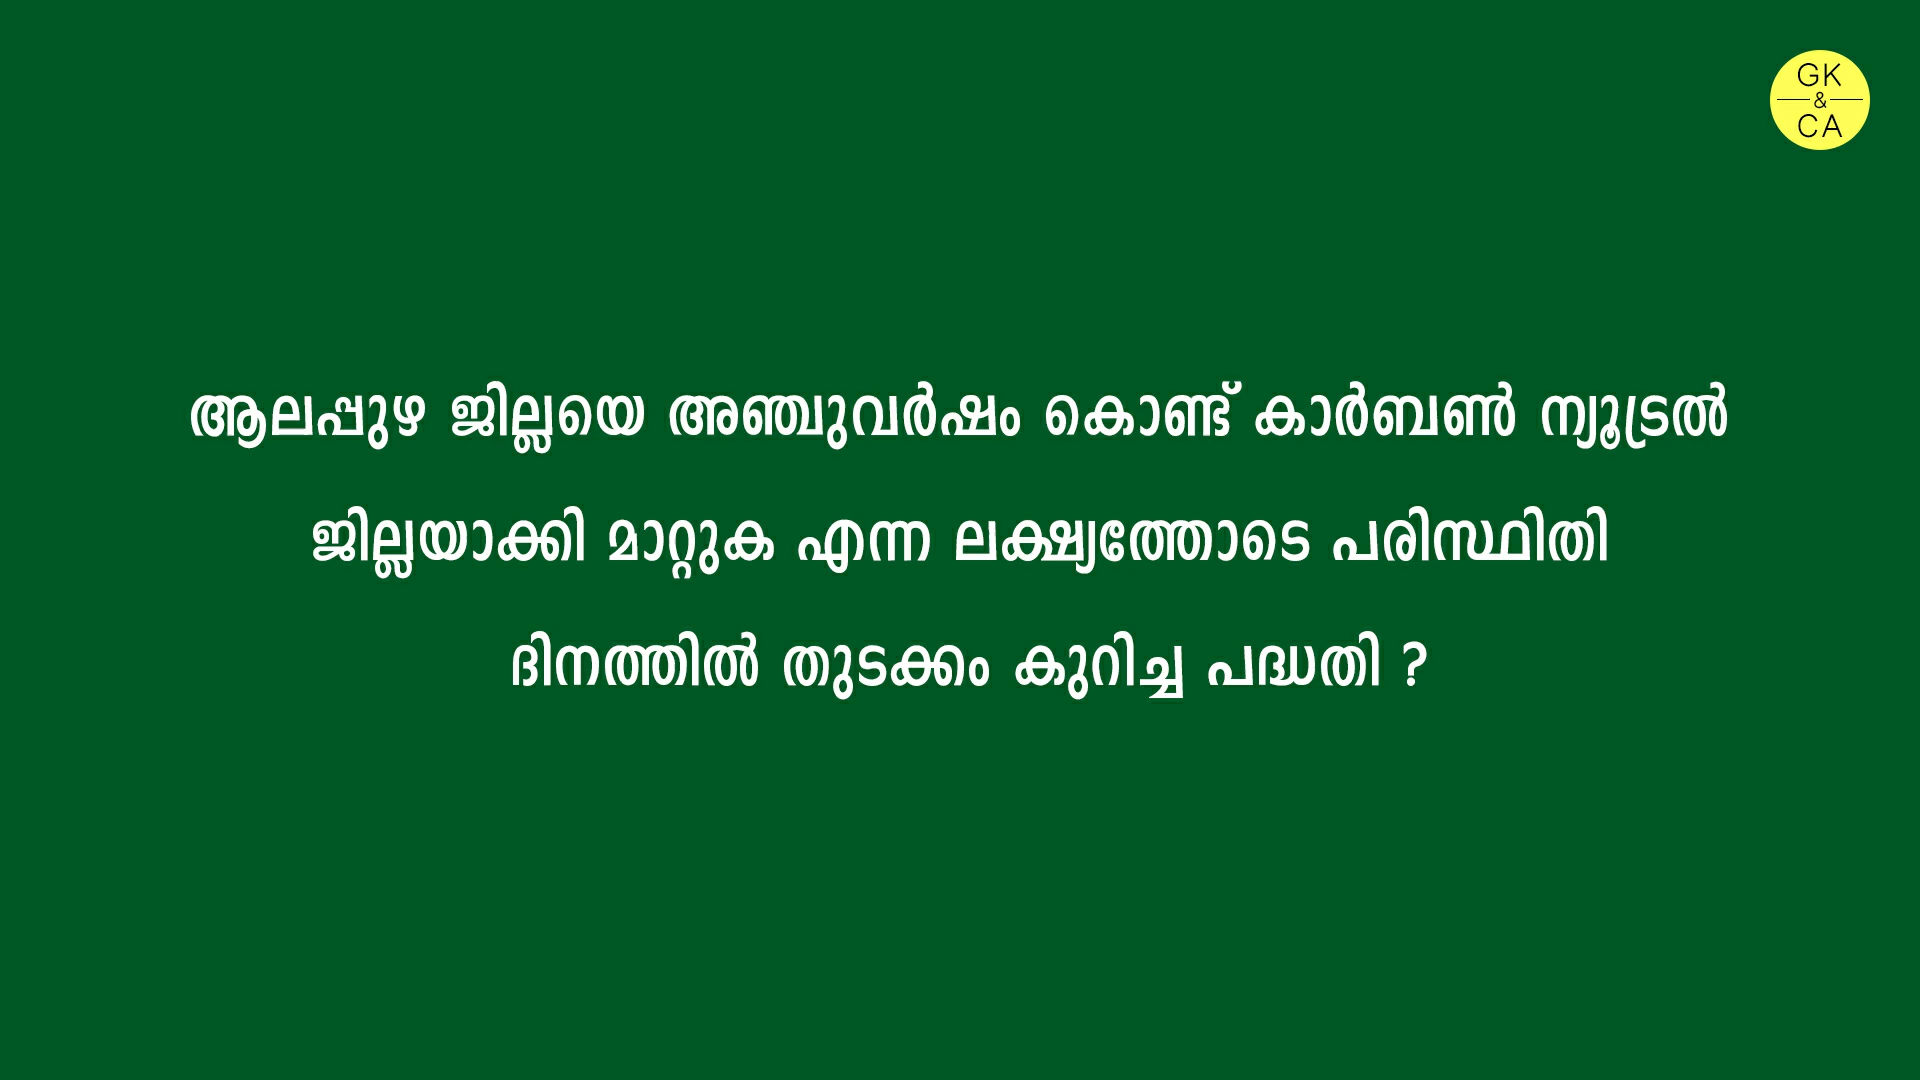 GK
&
CA
ആലപ്പുഴ ജില്ലയെ അഞ്ചുവർഷം കൊണ്ട് കാർബൺ ന്യൂട്രൽ
ജില്ലയാക്കി മാറ്റുക എന്ന ലക്ഷ്യത്തോടെ പരിസ്ഥിതി
ദിനത്തിൽ തുടക്കം കുറിച്ച പദ്ധതി ?